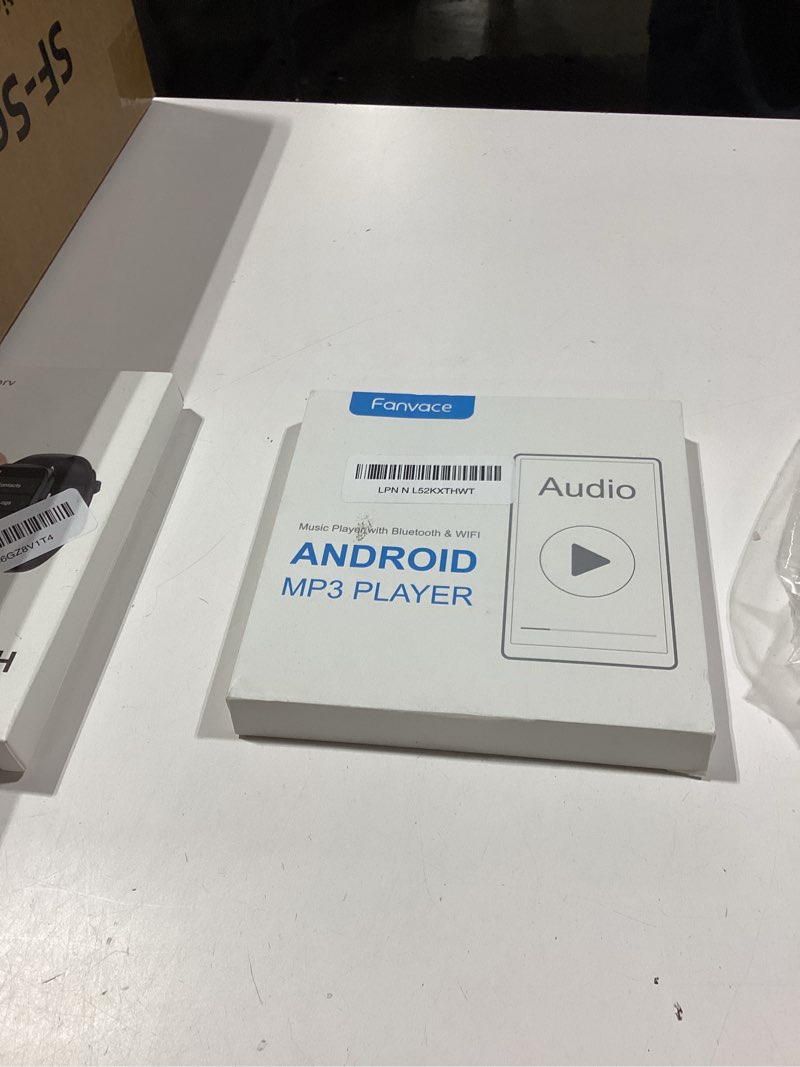 SF-S
Fanvace
LPN N L52KXTHWT
Audio
Music Player with Bluetooth & WIFI
ANDROID
MP3 PLAYER
6GZ8V1T4
H